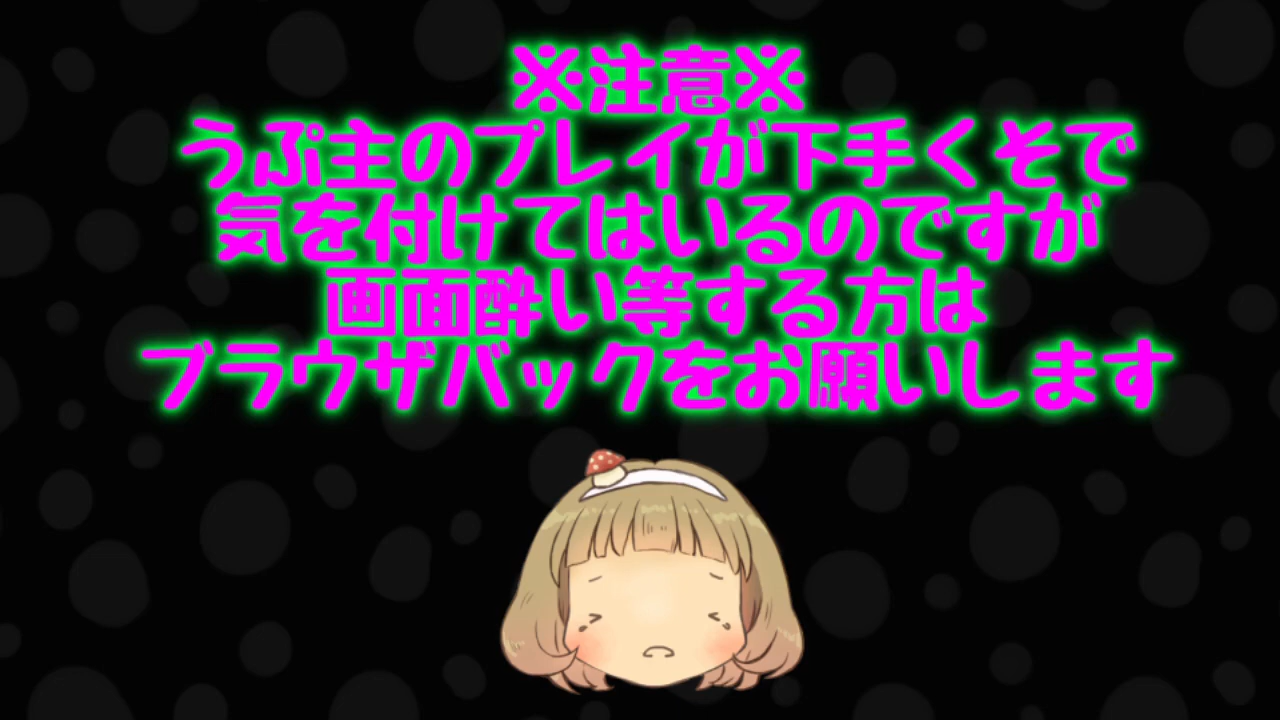 ※注意※
うぷ主のプレイが下手くそで
気を付けてはいるのですが
画面酔い等する方は
ブラウザバックをお願いします